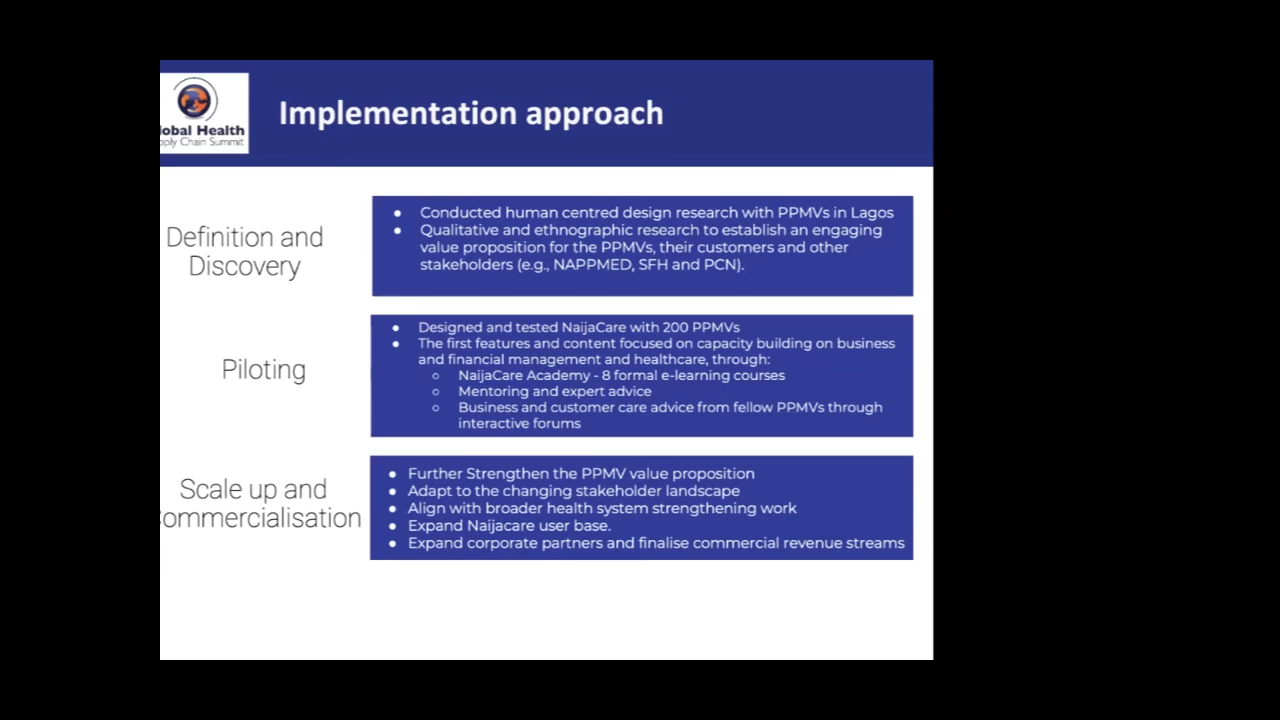 Implementation approach
lobal Health
pply Chain Summit
Definition and
Discovery
● Conducted human centred design research with PPMVs in Lagos
● Qualitative and ethnographic research to establish an engaging
value proposition for the PPMVs, their customers and other
stakeholders (e.g., NAPPMED, SFH and PCN).
Piloting
● Designed and tested NaijaCare with 200 PPMVs
● The first features and content focused on capacity building on business
and financial management and healthcare, through:
○ NaijaCare Academy - 8 formal e-learning courses
○ Mentoring and expert advice
○ Business and customer care advice from fellow PPMVs through
interactive forums
Scale up and
ommercialisation
● Further Strengthen the PPMV value proposition
● Adapt to the changing stakeholder landscape
● Align with broader health system strengthening work
● Expand Naijacare user base.
● Expand corporate partners and finalise commercial revenue streams